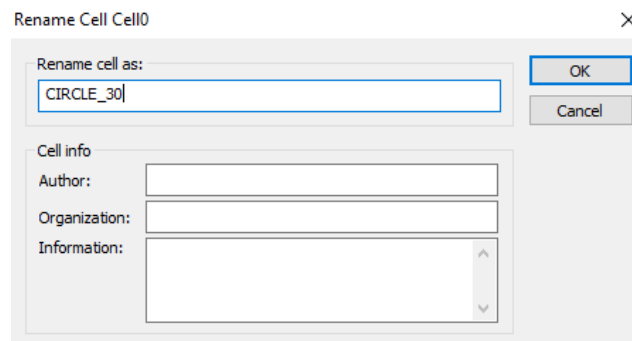 Rename Cell Cell0
Rename cell as:
CIRCLE_30
OK
Cancel
Cell info
Author:
Organization:
Information: